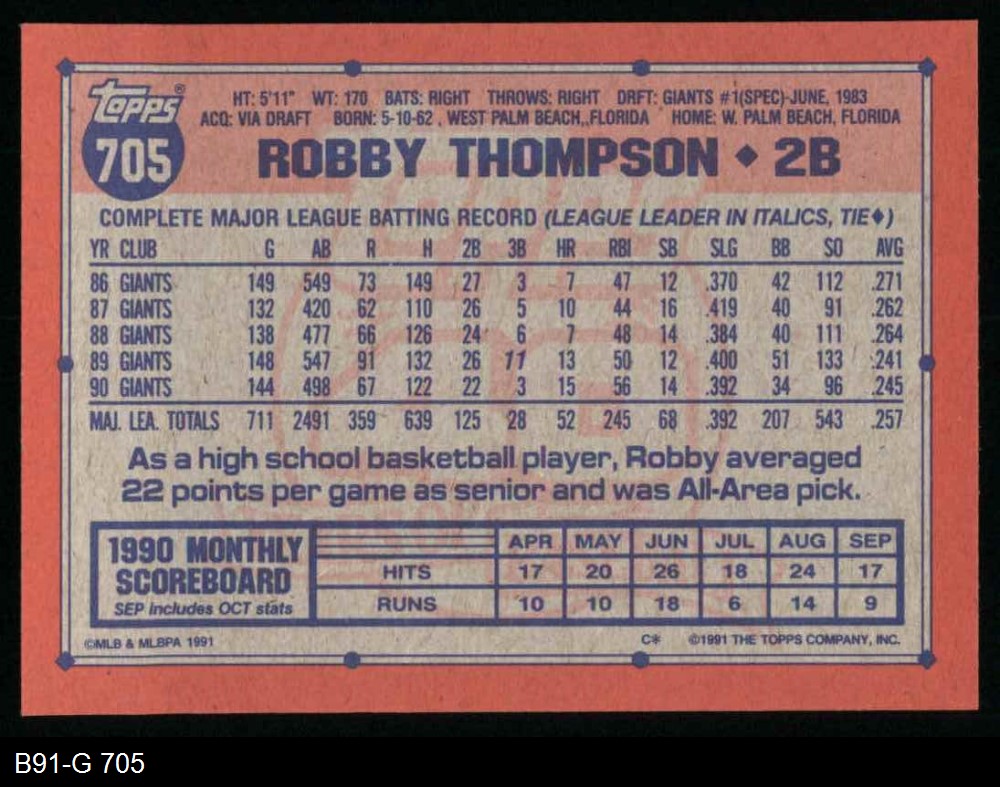 Topps®
705
HT: 5'11" WT: 170 BATS: RIGHT THROWS: RIGHT DRFT: GIANTS #1(SPEC)-JUNE, 1983
ACQ: VIA DRAFT BORN: 5-10-62, WEST PALM BEACH,,FLORIDA HOME: W. PALM BEACH, FLORIDA
ROBBY THOMPSON ♦ 2B
COMPLETE MAJOR LEAGUE BATTING RECORD (LEAGUE LEADER IN ITALICS, TIE♦)
YR CLUB G AB R H 2B 3B HR RBI SB SLG BB SO AVG
86 GIANTS 149 549 73 149 27 3 7 47 12 .370 42 112 .271
87 GIANTS 132 420 62 110 26 5 10 44 16 .419 40 91 .262
88 GIANTS 138 477 66 126 24 6 7 48 14 .384 40 111 .264
89 GIANTS 148 547 91 132 26 11 13 50 12 .400 51 133 .241
90 GIANTS 144 498 67 122 22 3 15 56 14 .392 34 96 .245
MAJ. LEA. TOTALS 711 2491 359 639 125 28 52 245 68 .392 207 543 .257
As a high school basketball player, Robby averaged
22 points per game as senior and was All-Area pick.
1990 MONTHLY
SCOREBOARD
SEP includes OCT stats
APR MAY JUN JUL AUG SEP
HITS 17 20 26 18 24 17
RUNS 10 10 18 6 14 9
©MLB & MLBPA 1991 C* ©1991 THE TOPPS COMPANY, INC.
B91-G 705